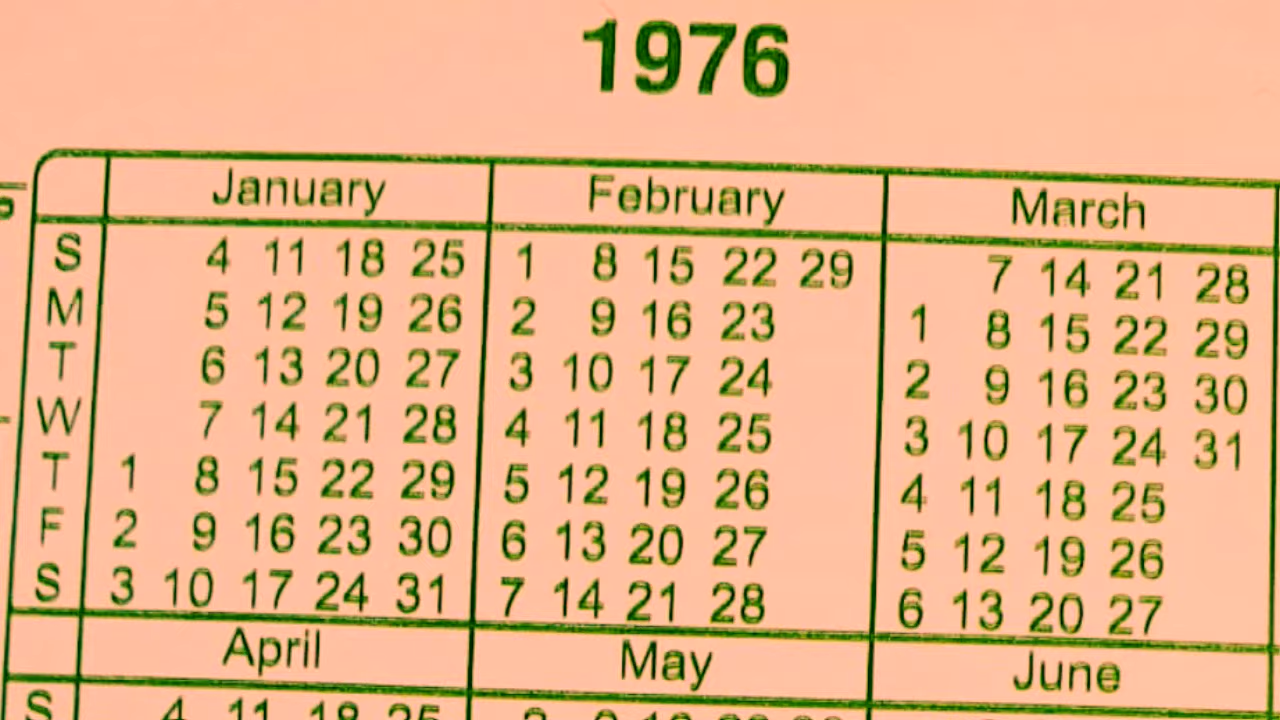 1976
January February March
S 4 11 18 25 1 8 15 22 29 7 14 21 28
M 5 12 19 26 2 9 16 23 1 8 15 22 29
T 6 13 20 27 3 10 17 24 2 9 16 23 30
W 7 14 21 28 4 11 18 25 3 10 17 24 31
T 1 8 15 22 29 5 12 19 26 4 11 18 25
F 2 9 16 23 30 6 13 20 27 5 12 19 26
S 3 10 17 24 31 7 14 21 28 6 13 20 27
April May June
S 4 11 18 25